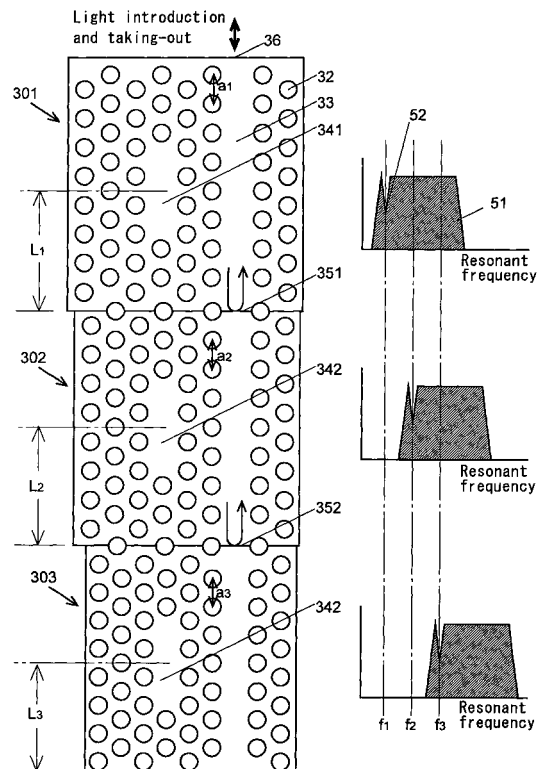 Light introduction
and taking-out
36
32
a1
33
301
341
52
51
L1
Resonant
frequency
351
a2
302
342
L2
Resonant
frequency
352
303
a3
342
L3
f1
f2
f3
Resonant
frequency